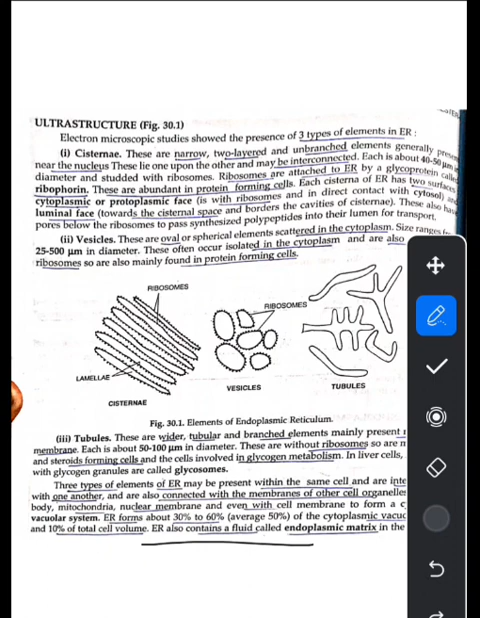 ULTRASTRUCTURE (Fig. 30.1)
Electron microscopic studies showed the presence of 3 types of elements in ER :
(i) Cisternae. These are narrow, two-layered and unbranched elements generally present
near the nucleus These lie one upon the other and may be interconnected. Each is about 40-50 µm in
diameter and studded with ribosomes. Ribosomes are attached to ER by a glycoprotein called
ribophorin. These are abundant in protein forming cells. Each cisterna of ER has two surfaces
cytoplasmic or protoplasmic face (is with ribosomes and in direct contact with cytosol) and
luminal face (towards the cisternal space and borders the cavities of cisternae). These also have
pores below the ribosomes to pass synthesized polypeptides into their lumen for transport.
(ii) Vesicles. These are oval or spherical elements scattered in the cytoplasm. Size ranges
25-500 µm in diameter. These often occur isolated in the cytoplasm and are also
ribosomes so are also mainly found in protein forming cells.
RIBOSOMES
RIBOSOMES
LAMELLAE
VESICLES
TUBULES
CISTERNAE
Fig. 30.1. Elements of Endoplasmic Reticulum.
(iii) Tubules. These are wider, tubular and branched elements mainly present
membrane. Each is about 50-100 µm in diameter. These are without ribosomes so are
and steroids forming cells and the cells involved in glycogen metabolism. In liver cells,
with glycogen granules are called glycosomes.
Three types of elements of ER may be present within the same cell and are inte
with one another, and are also connected with the membranes of other cell organelles
body, mitochondria, nuclear membrane and even with cell membrane to form a c
vacuolar system. ER forms about 30% to 60% (average 50%) of the cytoplasmic vacuo
and 10% of total cell volume. ER also contains a fluid called endoplasmic matrix in the